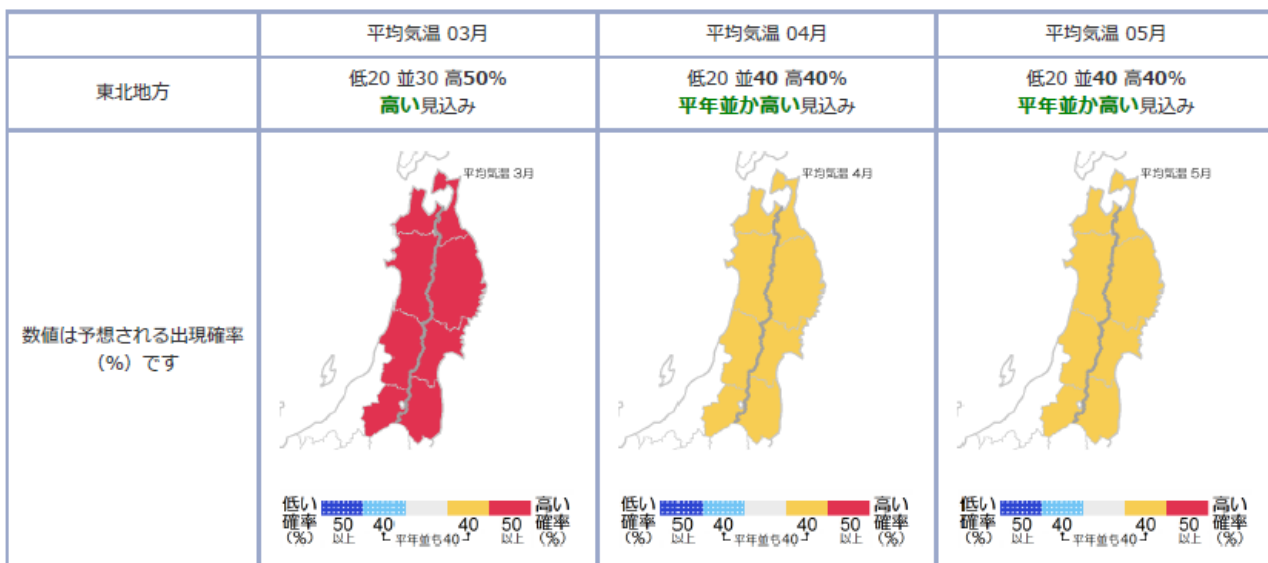 平均気温 03月
平均気温 04月
平均気温 05月
東北地方
低20 並30 高50%
高い見込み
低20 並40 高40%
平年並か高い見込み
低20 並40 高40%
平年並か高い見込み
数値は予想される出現確率
(%)です
平均気温 3月
平均気温 4月
平均気温 5月
低い 高い
確率 50 40 40 50 確率
(%) 以上 平年並も40 以上 (%)
低い 高い
確率 50 40 40 50 確率
(%) 以上 平年並も40 以上 (%)
低い 高い
確率 50 40 40 50 確率
(%) 以上 平年並も40 以上 (%)